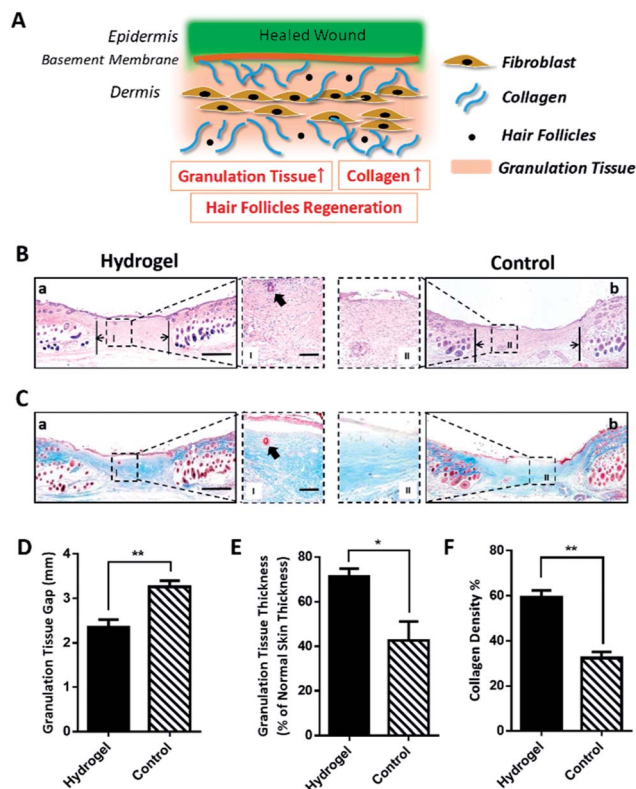 A
Epidermis
Healed Wound
Basement Membrane
Dermis
Fibroblast
Collagen
Hair Follicles
Granulation Tissue
Granulation Tissue↑
Collagen ↑
Hair Follicles Regeneration
B
Hydrogel
Control
a
I
I
II
II
b
C
a
I
I
II
II
b
D
Granulation Tissue Gap (mm)
4
3
2
1
0
**
Hydrogel
Control
E
Granulation Tissue Thickness
(% of Normal Skin Thickness)
80
60
40
20
0
*
Hydrogel
Control
F
Collagen Density %
80
60
40
20
0
**
Hydrogel
Control